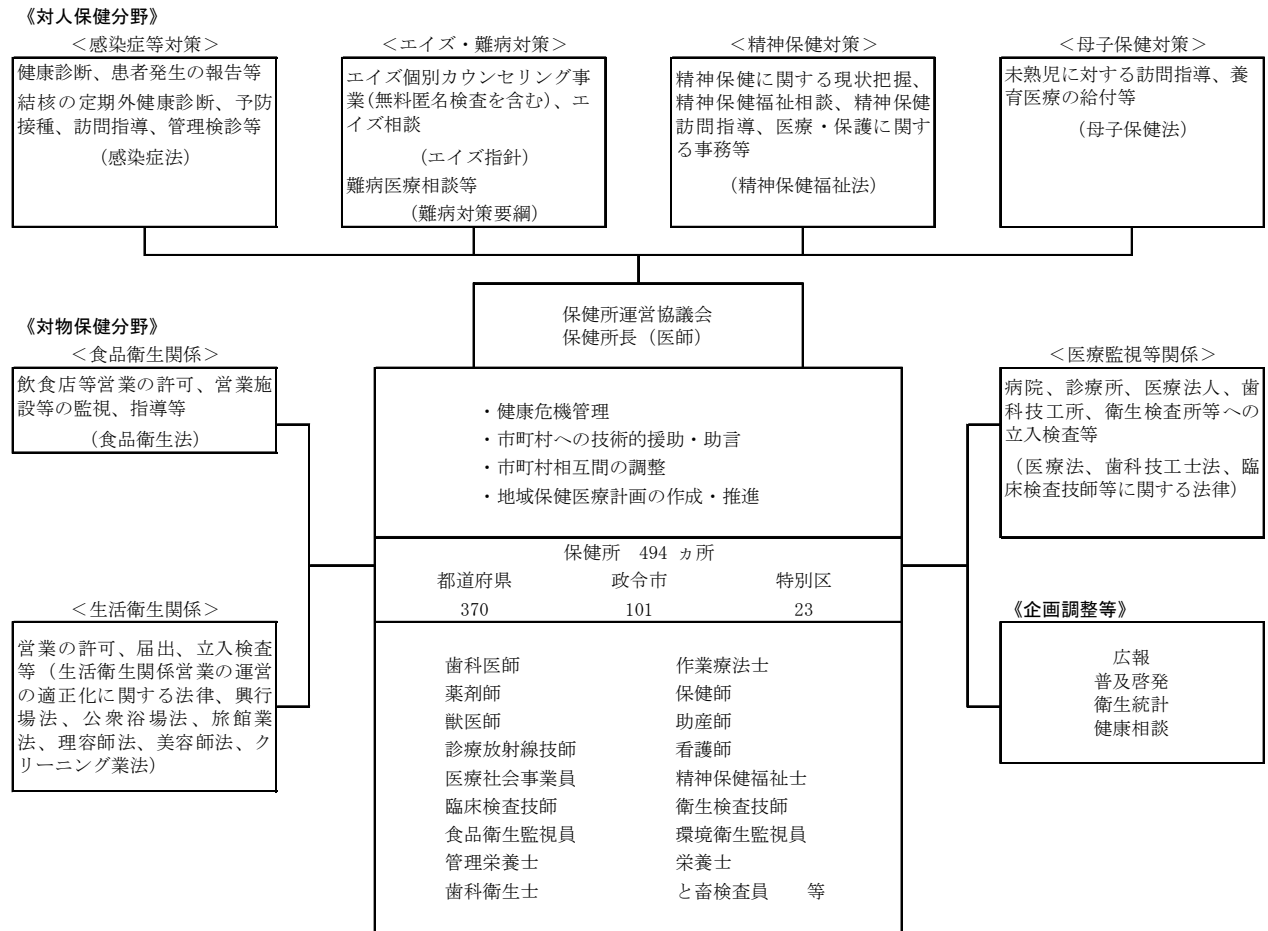 《対人保健分野》
＜感染症等対策＞
健康診断、患者発生の報告等
結核の定期外健康診断、予防
接種、訪問指導、管理検診等
(感染症法)
＜エイズ・難病対策＞
エイズ個別カウンセリング事
業(無料匿名検査を含む)、エ
イズ相談
(エイズ指針)
難病医療相談等
(難病対策要綱)
＜精神保健対策＞
精神保健に関する現状把握、
精神保健福祉相談、精神保健
訪問指導、医療・保護に関す
る事務等
(精神保健福祉法)
＜母子保健対策＞
未熟児に対する訪問指導、養
育医療の給付等
(母子保健法)
保健所運営協議会
保健所長（医師）
《対物保健分野》
＜食品衛生関係＞
飲食店等営業の許可、営業施
設等の監視、指導等
(食品衛生法)
・健康危機管理
・市町村への技術的援助・助言
・市町村相互間の調整
・地域保健医療計画の作成・推進
＜医療監視等関係＞
病院、診療所、医療法人、歯
科技工所、衛生検査所等への
立入検査等
（医療法、歯科技工士法、臨
床検査技師等に関する法律）
保健所　494 ヵ所
都道府県　政令市　特別区
370　101　23
＜生活衛生関係＞
営業の許可、届出、立入検査
等（生活衛生関係営業の運営
の適正化に関する法律、興行
場法、公衆浴場法、旅館業
法、理容師法、美容師法、ク
リーニング業法）
《企画調整等》
広報
普及啓発
衛生統計
健康相談
歯科医師　作業療法士
薬剤師　保健師
獣医師　助産師
診療放射線技師　看護師
医療社会事業員　精神保健福祉士
臨床検査技師　衛生検査技師
食品衛生監視員　環境衛生監視員
管理栄養士　栄養士
歯科衛生士　と畜検査員　等